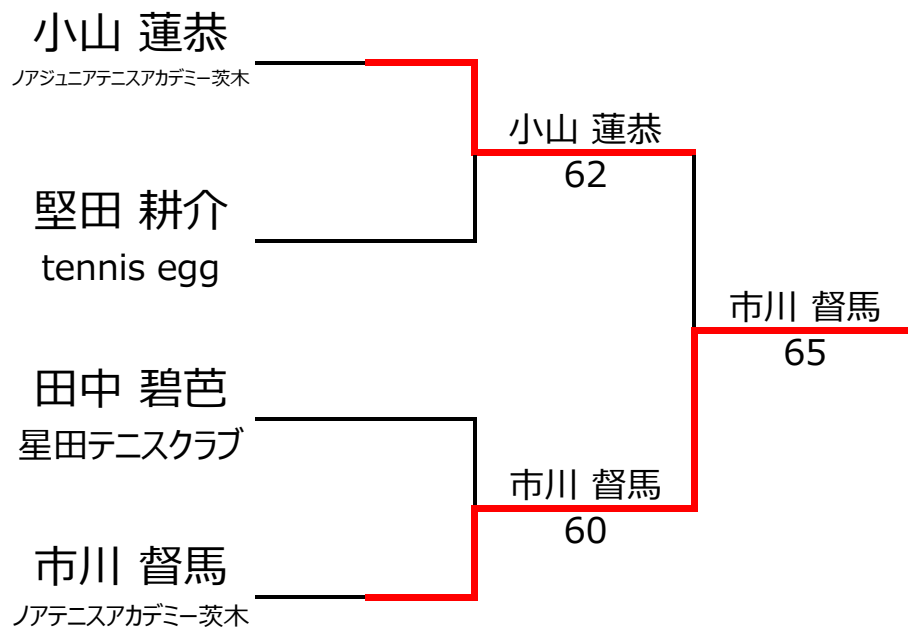 小山 蓮恭
ノアジュニアテニスアカデミー茨木
堅田 耕介
tennis egg
田中 碧芭
星田テニスクラブ
市川 督馬
ノアテニスアカデミー茨木
小山 蓮恭
62
市川 督馬
60
市川 督馬
65